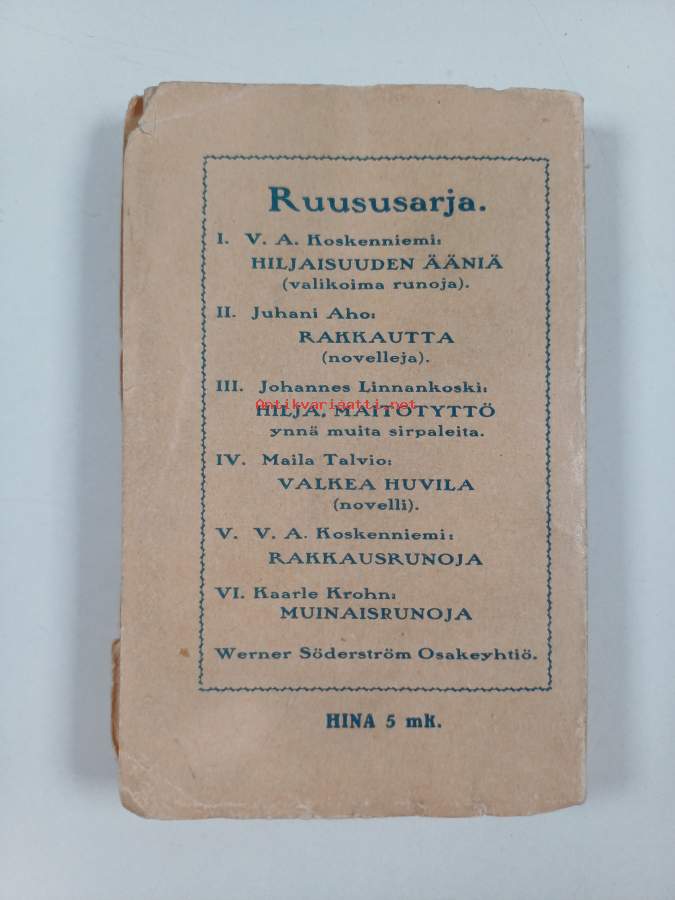 Ruususarja.
I. V. A. Koskenniemi:
HILJAISUUDEN ÄÄNIÄ
(valikoima runoja).
II. Juhani Aho:
RAKKAUTTA
(novelleja).
III. Johannes Linnankoski:
HILJA, MAITOTYTTÖ
Antikvariaatti.net
ynnä muita sirpaleita.
IV. Maila Talvio:
VALKEA HUVILA
(novelli).
V. V. A. Koskenniemi:
RAKKAUSRUNOJA
VI. Kaarle Krohn:
MUINAISRUNOJA
Werner Söderström Osakeyhtiö.
HINA 5 mk.